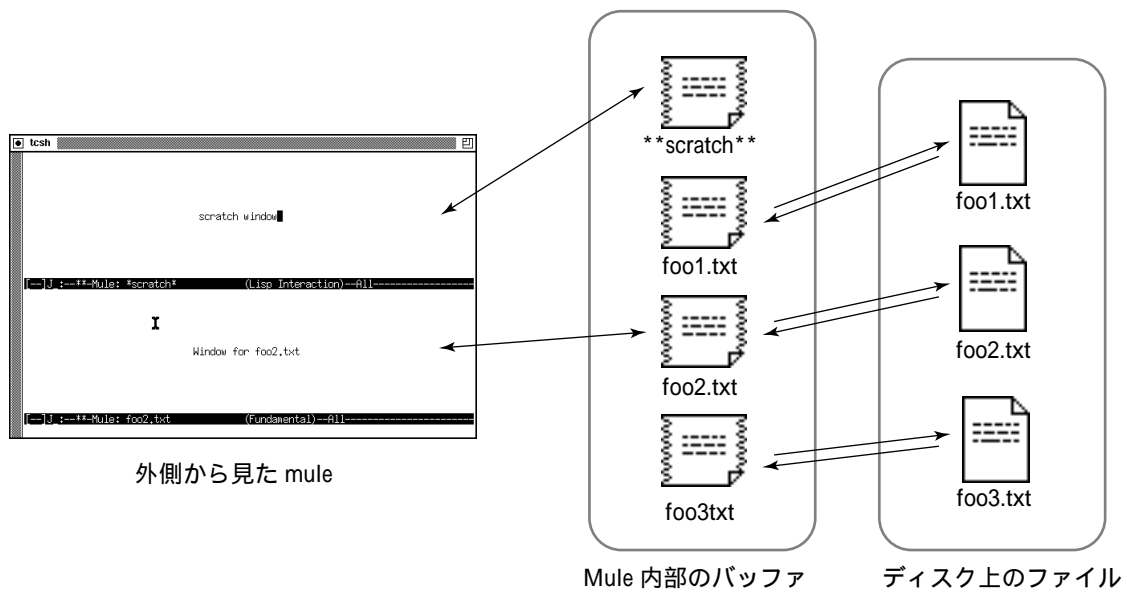 tcsh
scratch window
[--]J_:--**-Mule: *scratch* (Lisp Interaction)--All--------------------
Window for foo2.txt
[--]J_:--**-Mule: foo2.txt (Fundamental)--All------------------------
外側から見た mule
**scratch**
foo1.txt
foo2.txt
foo3txt
Mule 内部のバッファ
foo1.txt
foo2.txt
foo3.txt
ディスク上のファイル